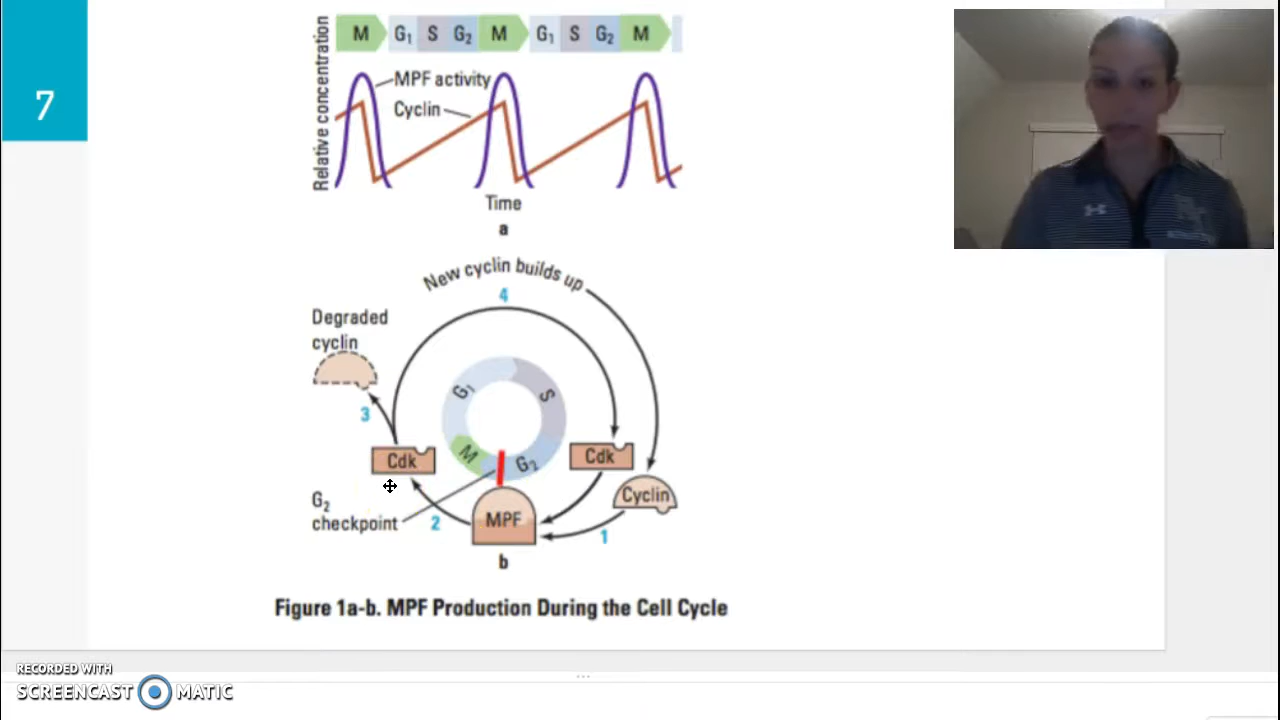 7
Relative concentration
M G1 S G2 M G1 S G2 M
MPF activity
Cyclin
Time
a
New cyclin builds up
4
Degraded
cyclin
3
G1 S
M G2
Cdk
Cdk
Cyclin
G2
checkpoint
2
MPF
1
b
Figure 1a-b. MPF Production During the Cell Cycle
RECORDED WITH
SCREENCAST MATIC